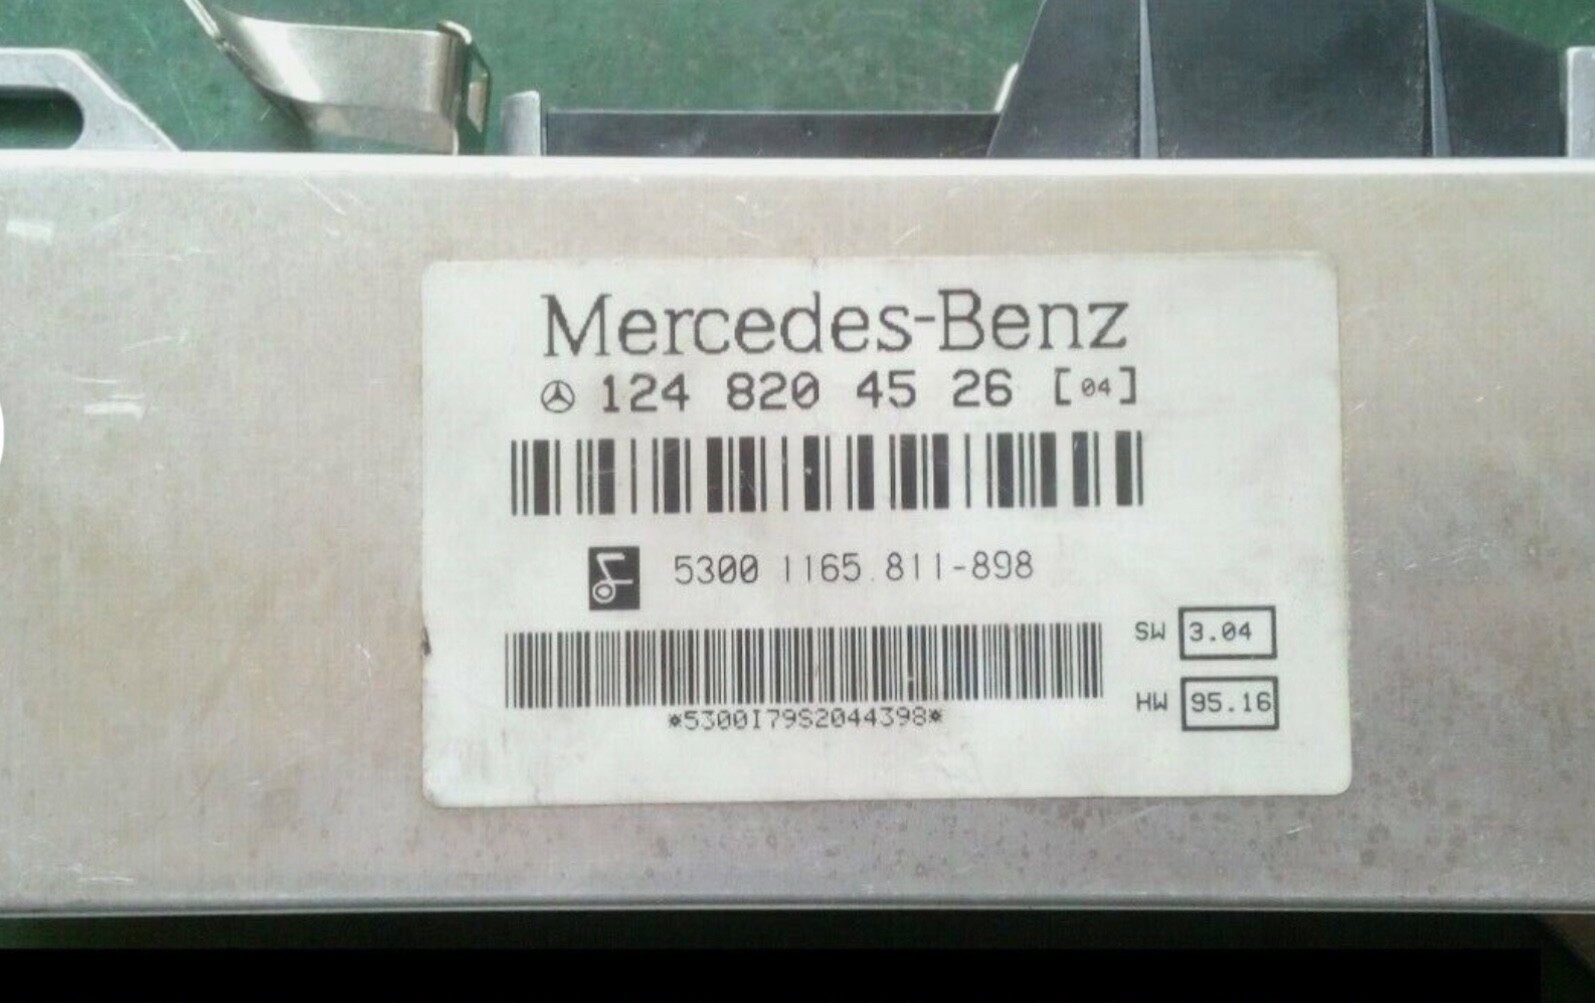 Mercedes-Benz
124 820 45 26 [04]
5300 1165.811-898
SW 3.04
HW 95.16
*5300I79S2044398*